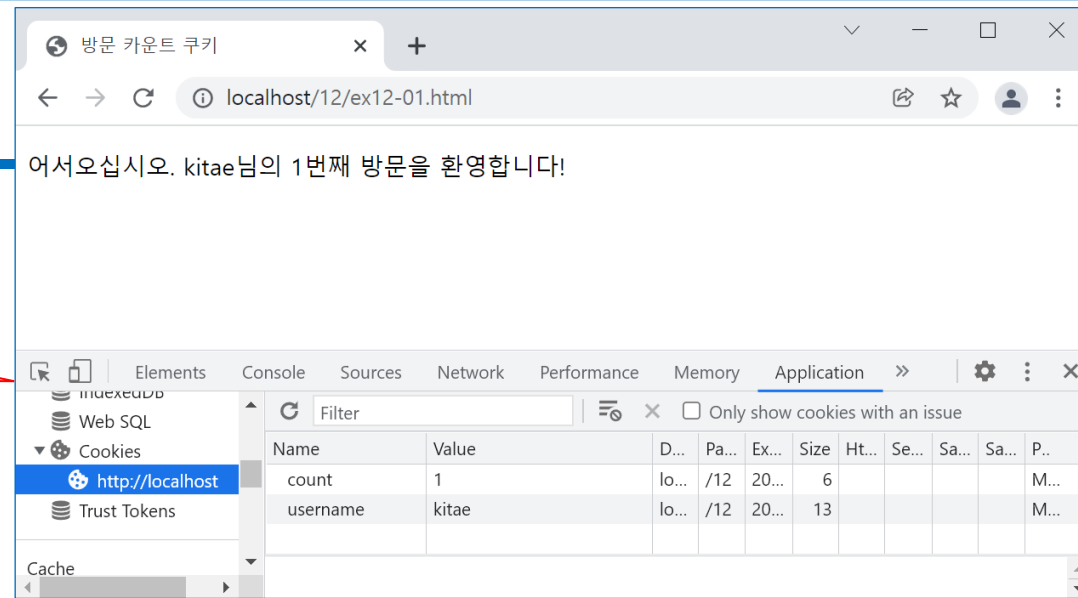 방문 카운트 쿠키
localhost/12/ex12-01.html
어서오십시오. kitae님의 1번째 방문을 환영합니다!
Elements Console Sources Network Performance Memory Application
IndexedDB
Web SQL
Cookies
http://localhost
Trust Tokens
Cache
Filter Only show cookies with an issue
Name Value D... Pa... Ex... Size Ht... Se... Sa... Sa... P..
count 1 lo... /12 20... 6 M...
username kitae lo... /12 20... 13 M...